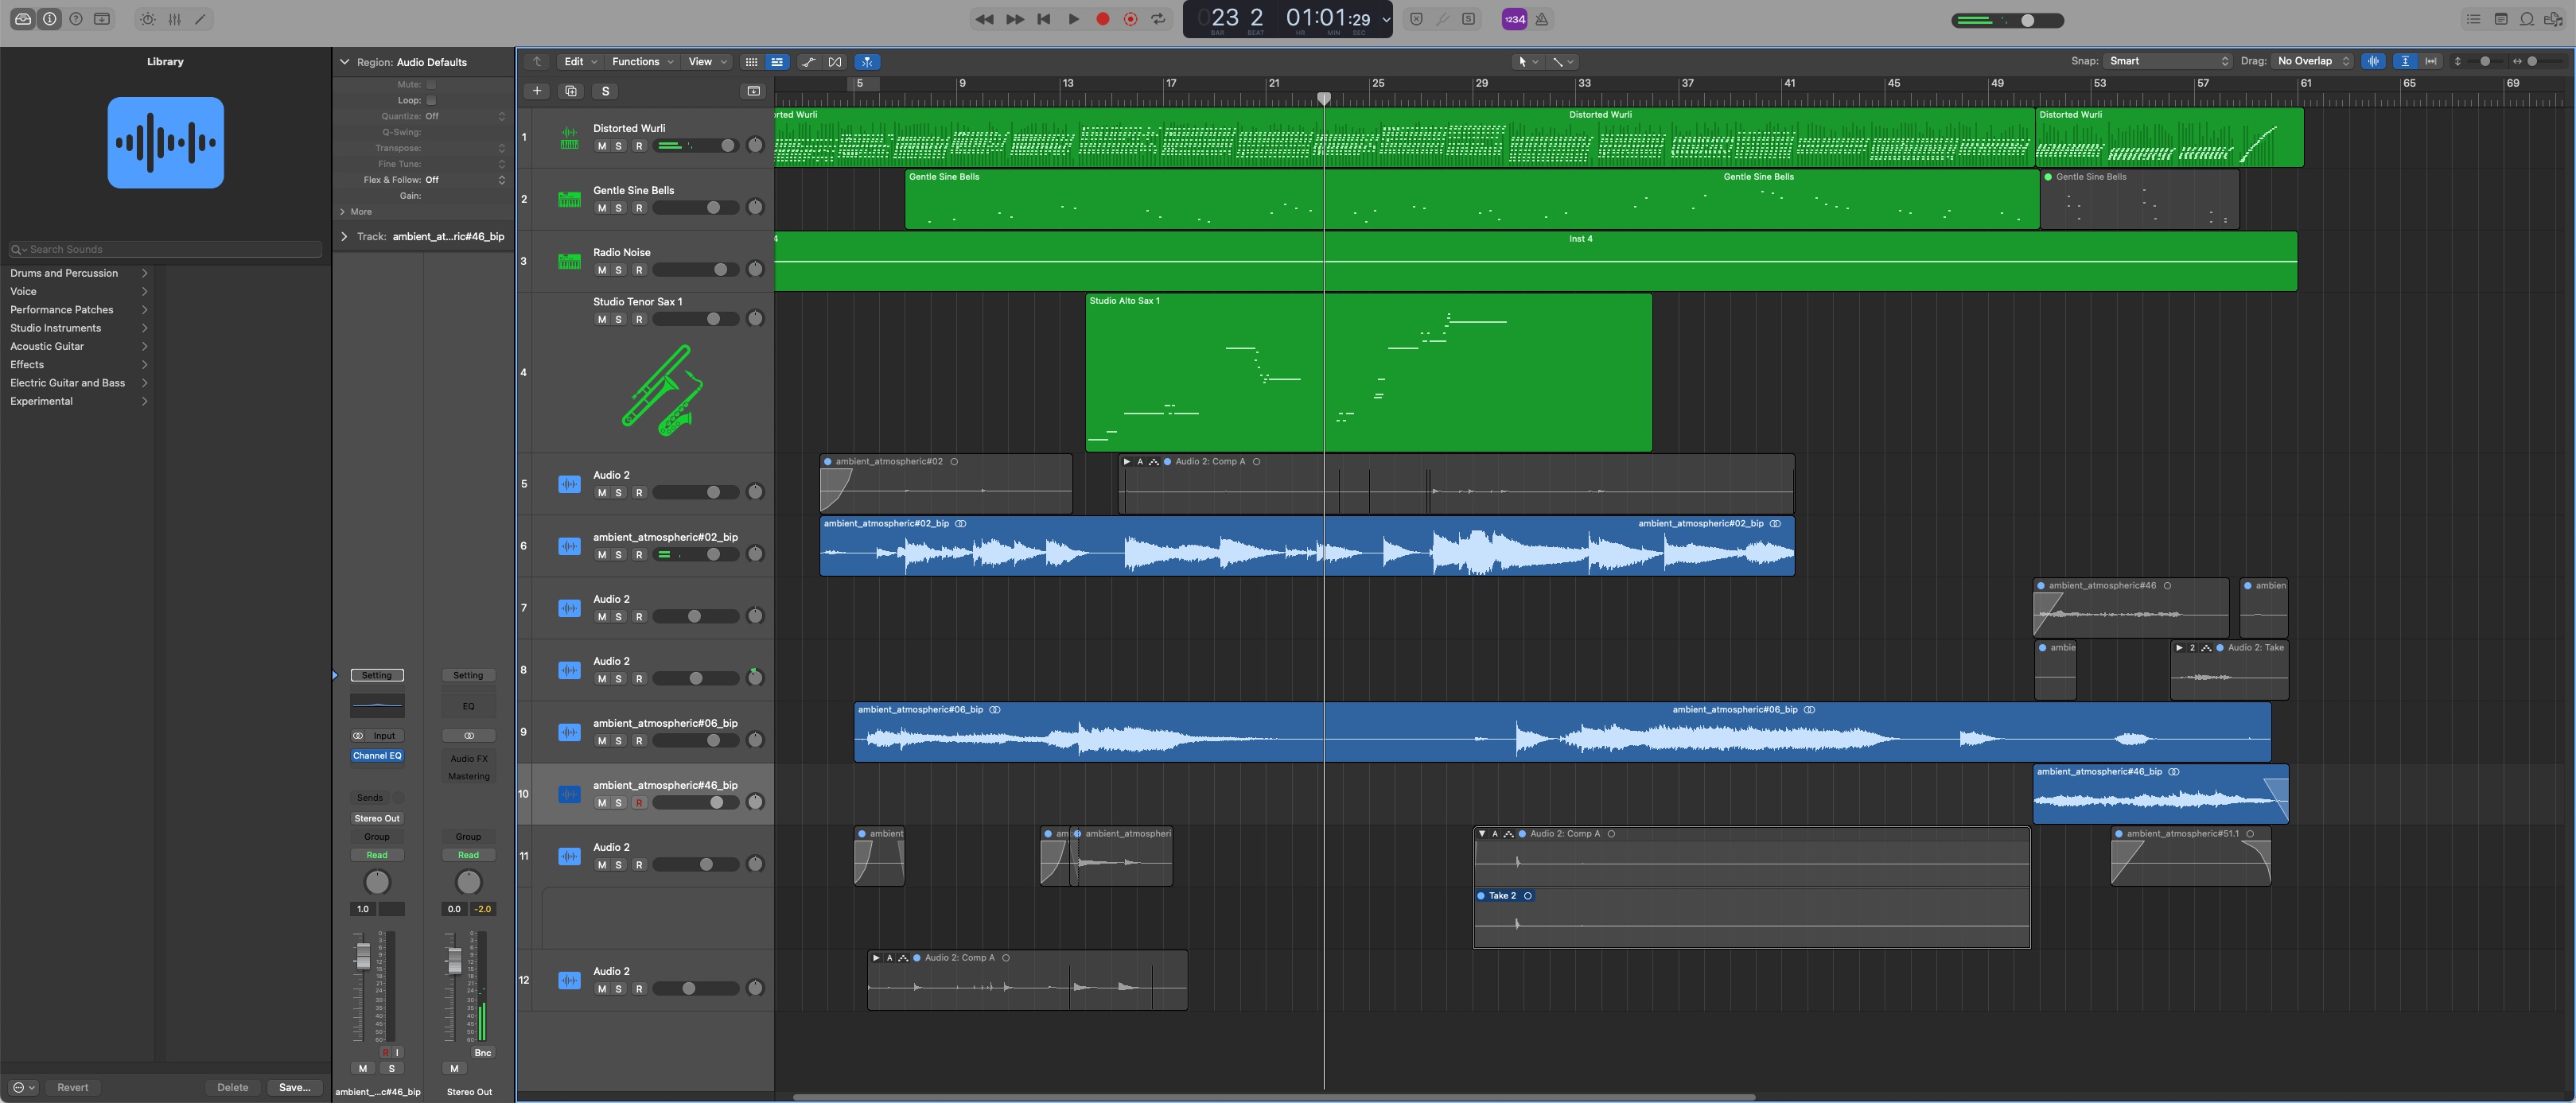 023 2 01:01:29
BAR BEAT HR MIN SEC
S
1234
Library
Region: Audio Defaults
Edit Functions View
Snap: Smart
Drag: No Overlap
Mute:
Loop:
Quantize: Off
Q-Swing:
Transpose:
Fine Tune:
Flex & Follow: Off
Gain:
More
Track: ambient_at...ric#46_bip
Search Sounds
Drums and Percussion
Voice
Performance Patches
Studio Instruments
Acoustic Guitar
Effects
Electric Guitar and Bass
Experimental
S
5 9 13 17 21 25 29 33 37 41 45 49 53 57 61 65 69
1 Distorted Wurli
M S R
rted Wurli Distorted Wurli Distorted Wurli
2 Gentle Sine Bells
M S R
Gentle Sine Bells Gentle Sine Bells Gentle Sine Bells
3 Radio Noise
M S R
4 Inst 4
4 Studio Tenor Sax 1
M S R
Studio Alto Sax 1
5 Audio 2
M S R
ambient_atmospheric#02 A Audio 2: Comp A
6 ambient_atmospheric#02_bip
M S R
ambient_atmospheric#02_bip ambient_atmospheric#02_bip
7 Audio 2
M S R
ambient_atmospheric#46 ambien
8 Audio 2
M S R
ambie 2 Audio 2: Take
9 ambient_atmospheric#06_bip
M S R
ambient_atmospheric#06_bip ambient_atmospheric#06_bip
10 ambient_atmospheric#46_bip
M S R
ambient_atmospheric#46_bip
11 Audio 2
M S R
ambient am ambient_atmospheri A Audio 2: Comp A ambient_atmospheric#51.1
Take 2
12 Audio 2
M S R
A Audio 2: Comp A
Setting Setting
EQ
Input
Channel EQ Audio FX
Mastering
Sends
Stereo Out
Group Group
Read Read
1.0 0.0 -2.0
R I Bnc
M S M
ambient_...c#46_bip Stereo Out
Revert Delete Save...